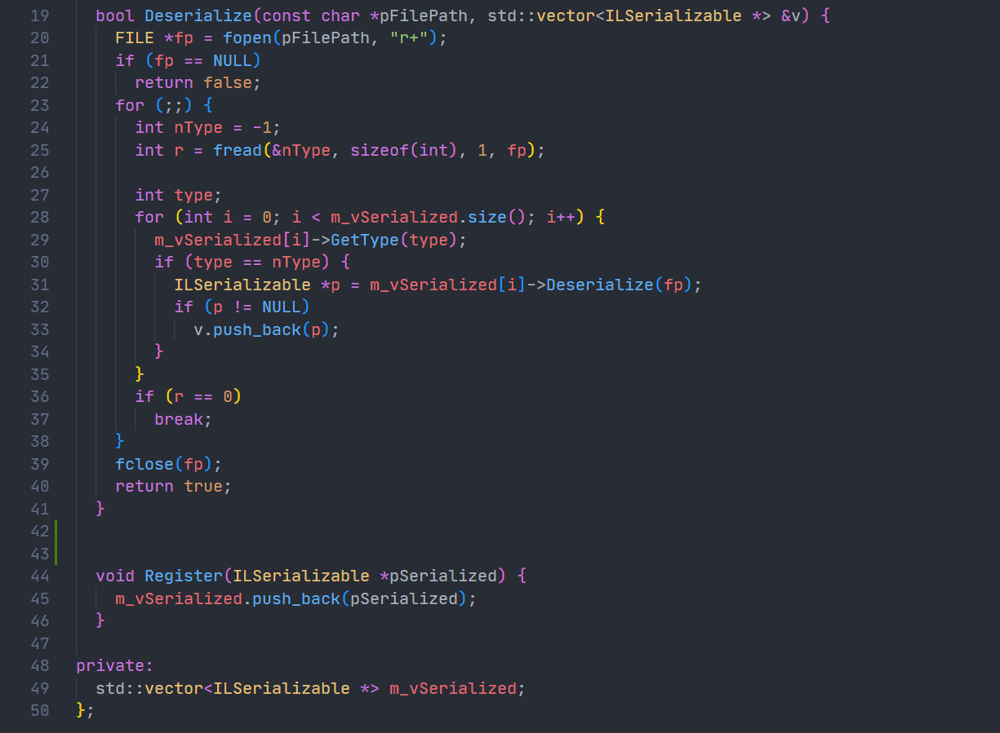 19 bool Deserialize(const char *pFilePath, std::vector<ILSerializable *> &v) {
20 FILE *fp = fopen(pFilePath, "r+");
21 if (fp == NULL)
22 return false;
23 for (;;) {
24 int nType = -1;
25 int r = fread(&nType, sizeof(int), 1, fp);
26
27 int type;
28 for (int i = 0; i < m_vSerialized.size(); i++) {
29 m_vSerialized[i]->GetType(type);
30 if (type == nType) {
31 ILSerializable *p = m_vSerialized[i]->Deserialize(fp);
32 if (p != NULL)
33 v.push_back(p);
34 }
35 }
36 if (r == 0)
37 break;
38 }
39 fclose(fp);
40 return true;
41 }
42
43
44 void Register(ILSerializable *pSerialized) {
45 m_vSerialized.push_back(pSerialized);
46 }
47
48 private:
49 std::vector<ILSerializable *> m_vSerialized;
50 };